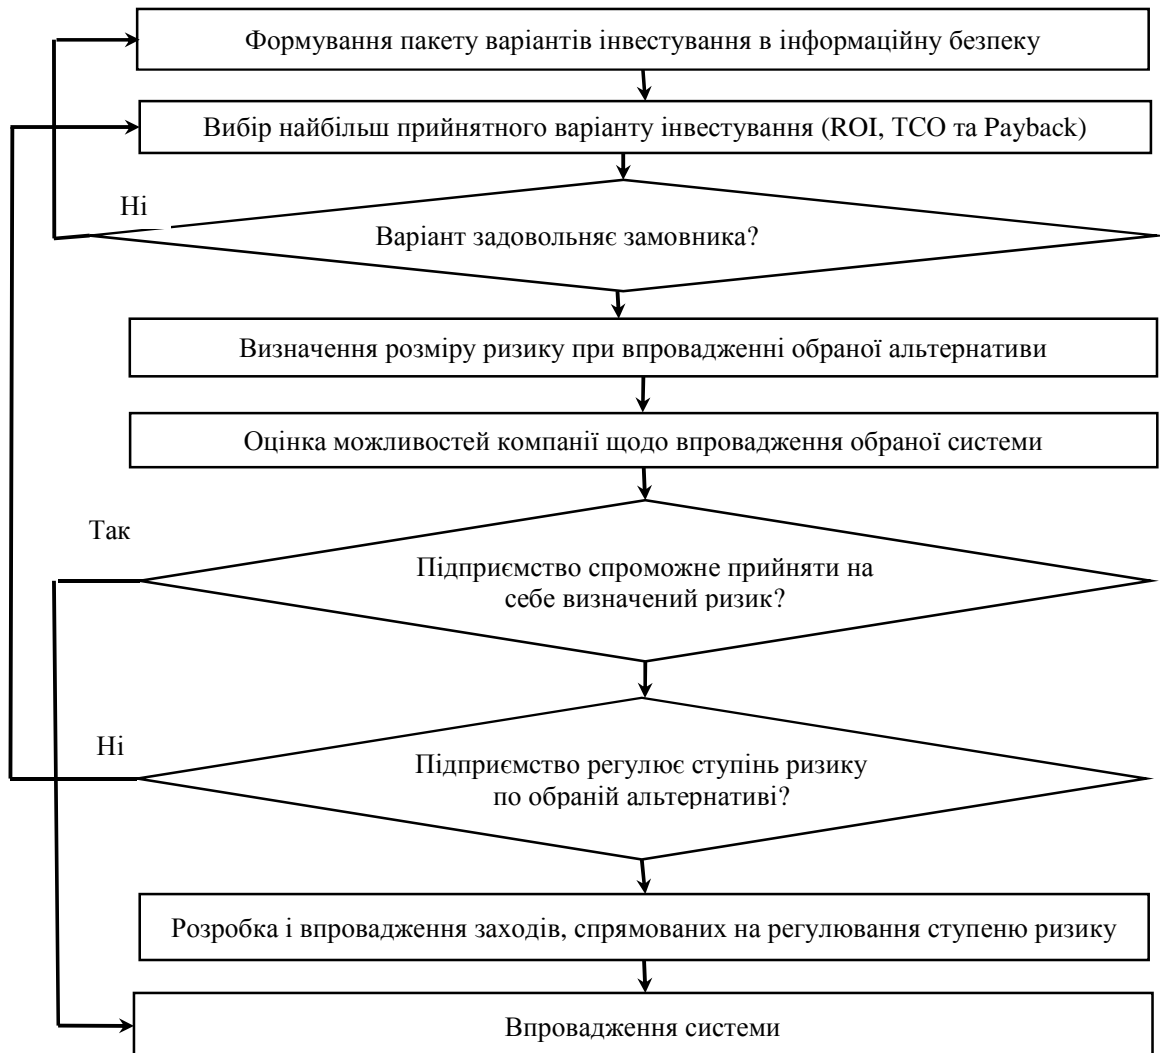 Формування пакету варіантів інвестування в інформаційну безпеку
Вибір найбільш прийнятного варіанту інвестування (ROI, TCO та Payback)
Ні
Варіант задовольняє замовника?
Визначення розміру ризику при впровадженні обраної альтернативи
Оцінка можливостей компанії щодо впровадження обраної системи
Так
Підприємство спроможне прийняти на
себе визначений ризик?
Ні
Підприємство регулює ступінь ризику
по обраній альтернативі?
Розробка і впровадження заходів, спрямованих на регулювання ступеню ризику
Впровадження системи